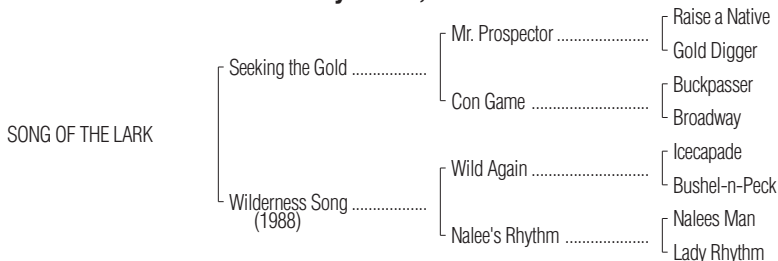 Raise a Native
Mr. Prospector ....................
Gold Digger
Seeking the Gold ..................
Buckpasser
Con Game .........................
Broadway
SONG OF THE LARK
Icecapade
Wild Again .........................
Bushel-n-Peck
Wilderness Song ..................
(1988)
Nalees Man
Nalee's Rhythm ..................
Lady Rhythm